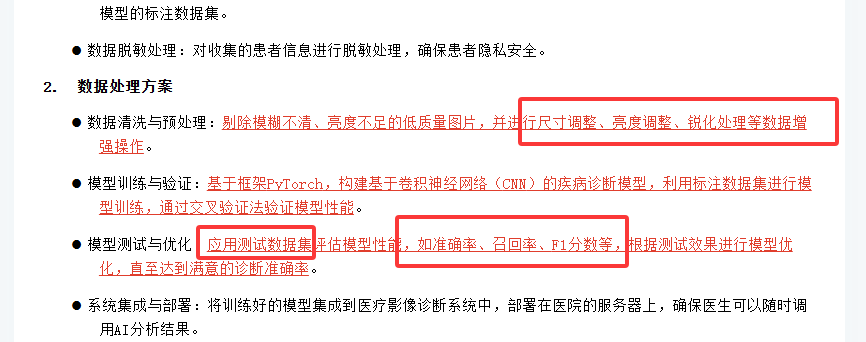 模型的标注数据集。
● 数据脱敏处理：对收集的患者信息进行脱敏处理，确保患者隐私安全。
2. 数据处理方案
● 数据清洗与预处理：剔除模糊不清、亮度不足的低质量图片，并进行尺寸调整、亮度调整、锐化处理等数据增
强操作。
● 模型训练与验证：基于框架PyTorch，构建基于卷积神经网络（CNN）的疾病诊断模型，利用标注数据集进行模
型训练，通过交叉验证法验证模型性能。
● 模型测试与优化 应用测试数据集评估模型性能，如准确率、召回率、F1分数等，根据测试效果进行模型优
化，直至达到满意的诊断准确率。
● 系统集成与部署：将训练好的模型集成到医疗影像诊断系统中，部署在医院的服务器上，确保医生可以随时调
用AI分析结果。